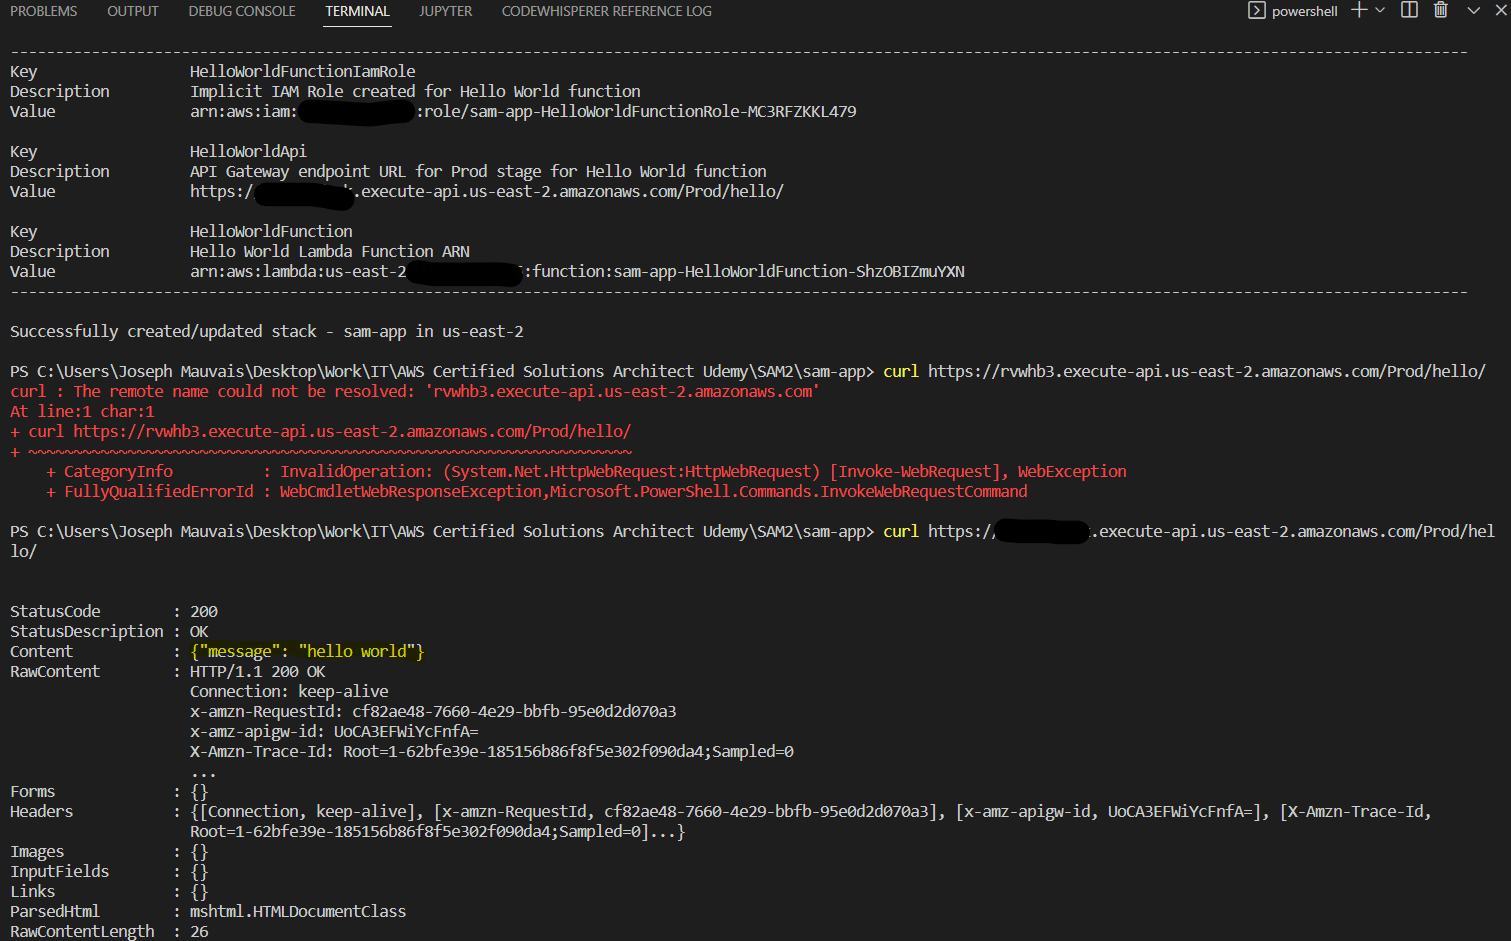 PROBLEMS OUTPUT DEBUG CONSOLE TERMINAL JUPYTER CODEWHISPERER REFERENCE LOG powershell
------------------------------------------------------------------------------------------------------------------------------------------------------------------
Key HelloWorldFunctionIamRole
Description Implicit IAM Role created for Hello World function
Value arn:aws:iam: :role/sam-app-HelloWorldFunctionRole-MC3RFZKKL479
Key HelloWorldApi
Description API Gateway endpoint URL for Prod stage for Hello World function
Value https:/ .execute-api.us-east-2.amazonaws.com/Prod/hello/
Key HelloWorldFunction
Description Hello World Lambda Function ARN
Value arn:aws:lambda:us-east-2 :function:sam-app-HelloWorldFunction-ShzOBIZmuYXN
------------------------------------------------------------------------------------------------------------------------------------------------------------------
Successfully created/updated stack - sam-app in us-east-2
PS C:\Users\Joseph Mauvais\Desktop\Work\IT\AWS Certified Solutions Architect Udemy\SAM2\sam-app> curl https://rvwhb3.execute-api.us-east-2.amazonaws.com/Prod/hello/
curl : The remote name could not be resolved: 'rvwhb3.execute-api.us-east-2.amazonaws.com'
At line:1 char:1
+ curl https://rvwhb3.execute-api.us-east-2.amazonaws.com/Prod/hello/
+ ~~~~~~~~~~~~~~~~~~~~~~~~~~~~~~~~~~~~~~~~~~~~~~~~~~~~~~~~~~~~~~~~~~~
+ CategoryInfo : InvalidOperation: (System.Net.HttpWebRequest:HttpWebRequest) [Invoke-WebRequest], WebException
+ FullyQualifiedErrorId : WebCmdletWebResponseException,Microsoft.PowerShell.Commands.InvokeWebRequestCommand
PS C:\Users\Joseph Mauvais\Desktop\Work\IT\AWS Certified Solutions Architect Udemy\SAM2\sam-app> curl https:/ .execute-api.us-east-2.amazonaws.com/Prod/hel
lo/
StatusCode : 200
StatusDescription : OK
Content : {"message": "hello world"}
RawContent : HTTP/1.1 200 OK
Connection: keep-alive
x-amzn-RequestId: cf82ae48-7660-4e29-bbfb-95e0d2d070a3
x-amz-apigw-id: UoCA3EFWiYcFnfA=
X-Amzn-Trace-Id: Root=1-62bfe39e-185156b86f8f5e302f090da4;Sampled=0
...
Forms : {}
Headers : {[Connection, keep-alive], [x-amzn-RequestId, cf82ae48-7660-4e29-bbfb-95e0d2d070a3], [x-amz-apigw-id, UoCA3EFWiYcFnfA=], [X-Amzn-Trace-Id,
Root=1-62bfe39e-185156b86f8f5e302f090da4;Sampled=0]...}
Images : {}
InputFields : {}
Links : {}
ParsedHtml : mshtml.HTMLDocumentClass
RawContentLength : 26